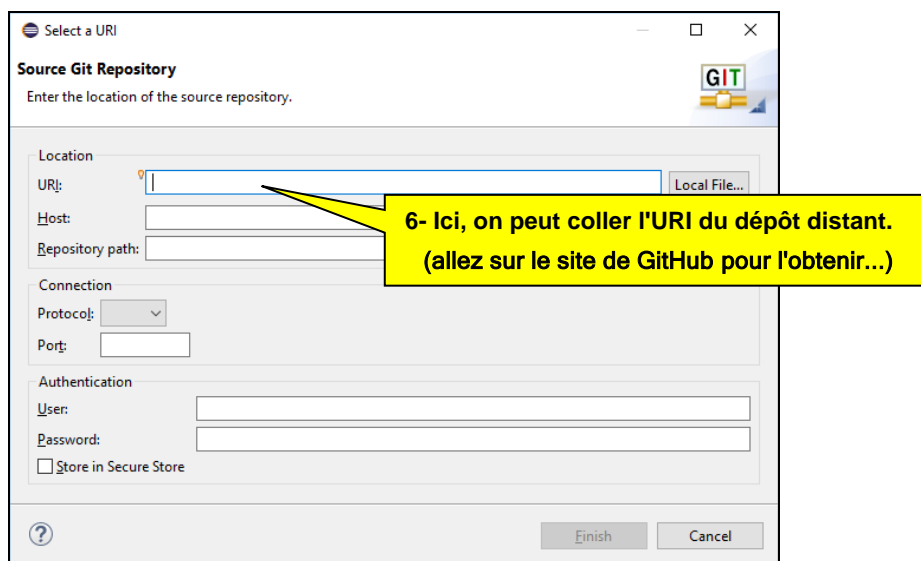 Select a URI
Source Git Repository
Enter the location of the source repository.
GIT
Location
URI:
Local File...
6- Ici, on peut coller l'URI du dépôt distant.
(allez sur le site de GitHub pour l'obtenir...)
Host:
Repository path:
Connection
Protocol:
Port:
Authentication
User:
Password:
Store in Secure Store
?
Finish
Cancel